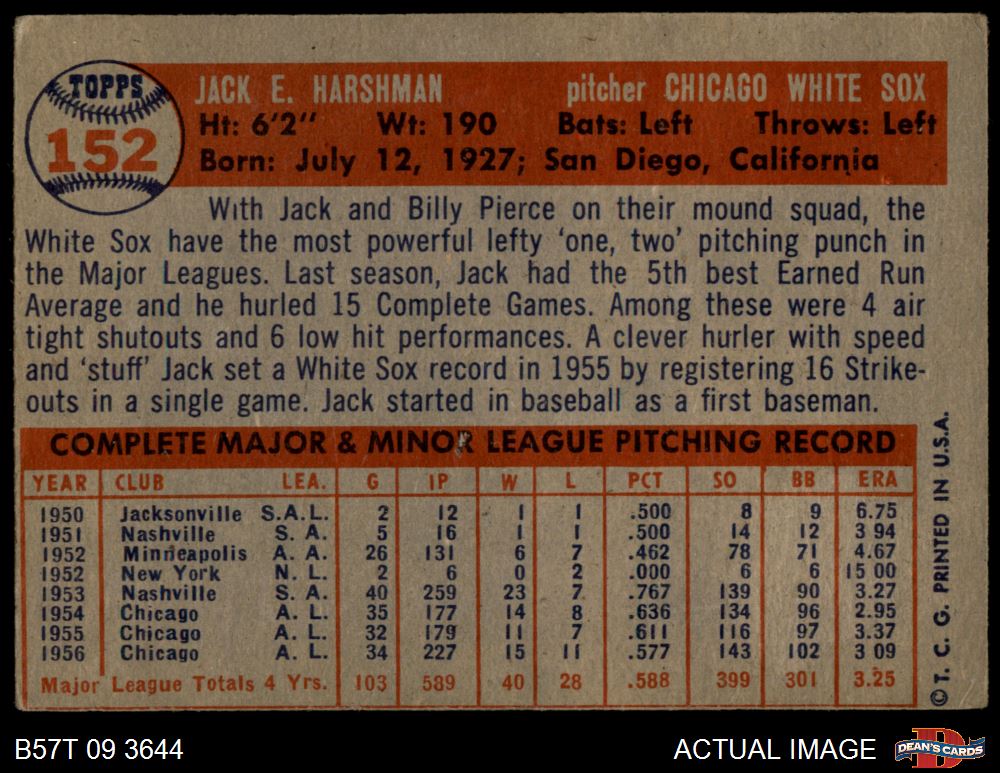 TOPPS
152
JACK E. HARSHMAN pitcher CHICAGO WHITE SOX
Ht: 6'2" Wt: 190 Bats: Left Throws: Left
Born: July 12, 1927; San Diego, California
With Jack and Billy Pierce on their mound squad, the
White Sox have the most powerful lefty 'one, two' pitching punch in
the Major Leagues. Last season, Jack had the 5th best Earned Run
Average and he hurled 15 Complete Games. Among these were 4 air
tight shutouts and 6 low hit performances. A clever hurler with speed
and 'stuff' Jack set a White Sox record in 1955 by registering 16 Strike-
outs in a single game. Jack started in baseball as a first baseman.
COMPLETE MAJOR & MINOR LEAGUE PITCHING RECORD
YEAR CLUB LEA. G IP W L PCT SO BB ERA
1950 Jacksonville S.A.L. 2 12 1 1 .500 8 9 6.75
1951 Nashville S. A. 5 16 1 1 .500 14 12 3 94
1952 Minneapolis A. A. 26 131 6 7 .462 78 71 4.67
1952 New York N. L. 2 6 0 2 .000 6 6 15 00
1953 Nashville S. A. 40 259 23 7 .767 139 90 3.27
1954 Chicago A. L. 35 177 14 8 .636 134 96 2.95
1955 Chicago A. L. 32 179 11 7 .611 116 97 3.37
1956 Chicago A. L. 34 227 15 11 .577 143 102 3 09
Major League Totals 4 Yrs. 103 589 40 28 .588 399 301 3.25
© T. C. G. PRINTED IN U.S.A.
B57T 09 3644
ACTUAL IMAGE
D
DEAN'S CARDS